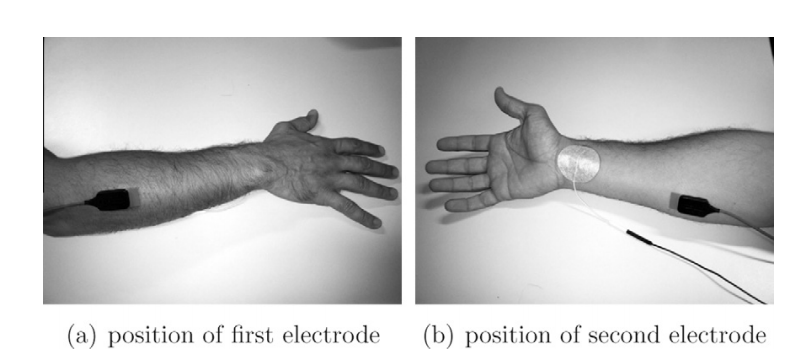 (a) position of first electrode
(b) position of second electrode